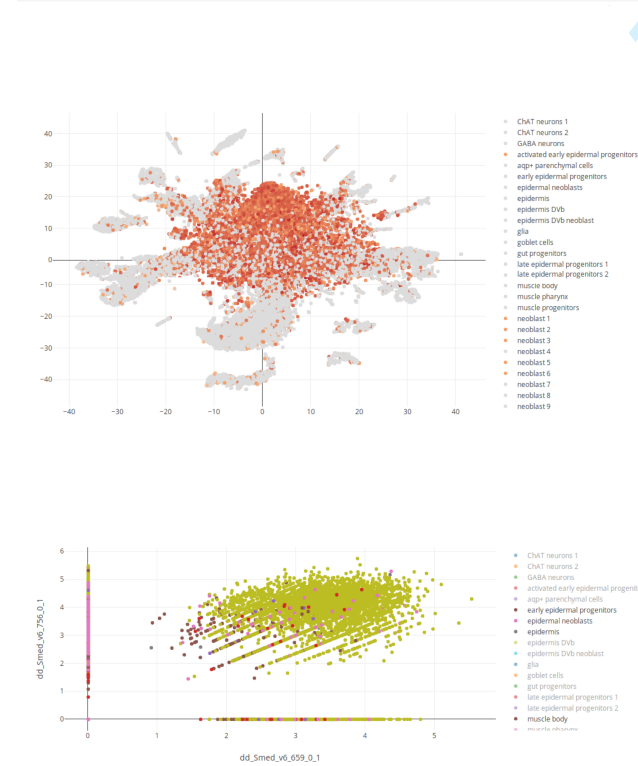 40
30
20
10
0
−10
−20
−30
−40
−40 −30 −20 −10 0 10 20 30 40
ChAT neurons 1
ChAT neurons 2
GABA neurons
activated early epidermal progenitors
aqp+ parenchymal cells
early epidermal progenitors
epidermal neoblasts
epidermis
epidermis DVb
epidermis DVb neoblast
glia
goblet cells
gut progenitors
late epidermal progenitors 1
late epidermal progenitors 2
muscle body
muscle pharynx
muscle progenitors
neoblast 1
neoblast 2
neoblast 3
neoblast 4
neoblast 5
neoblast 6
neoblast 7
neoblast 8
neoblast 9
dd_Smed_v6_756_0_1
6
5
4
3
2
1
0
0 1 2 3 4 5
dd_Smed_v6_659_0_1
ChAT neurons 1
ChAT neurons 2
GABA neurons
activated early epidermal progenit
aqp+ parenchymal cells
early epidermal progenitors
epidermal neoblasts
epidermis
epidermis DVb
epidermis DVb neoblast
glia
goblet cells
gut progenitors
late epidermal progenitors 1
late epidermal progenitors 2
muscle body
muscle pharynx